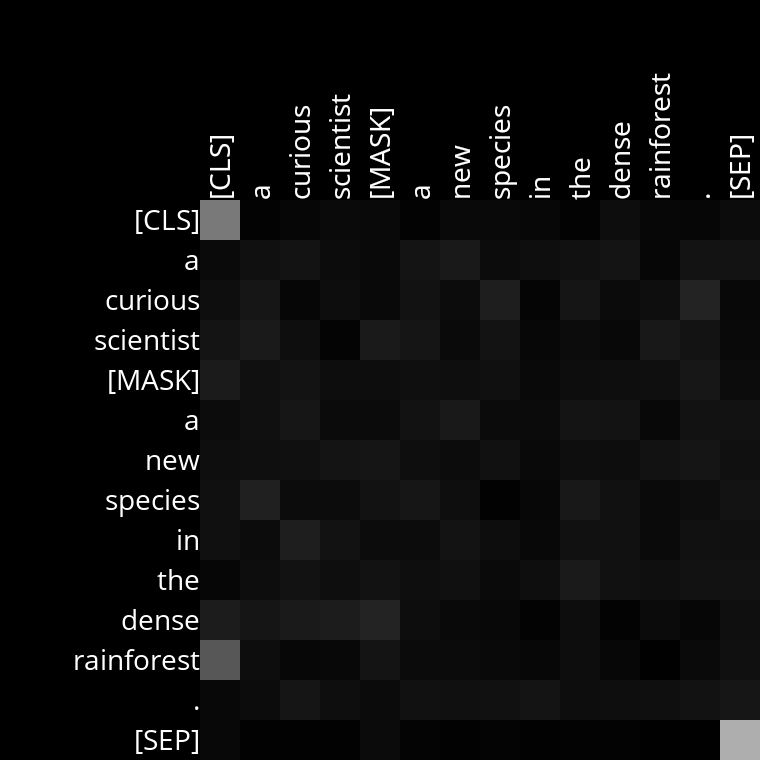 [CLS] a curious scientist [MASK] a new species in the dense rainforest . [SEP]
[CLS]
a
curious
scientist
[MASK]
a
new
species
in
the
dense
rainforest
.
[SEP]